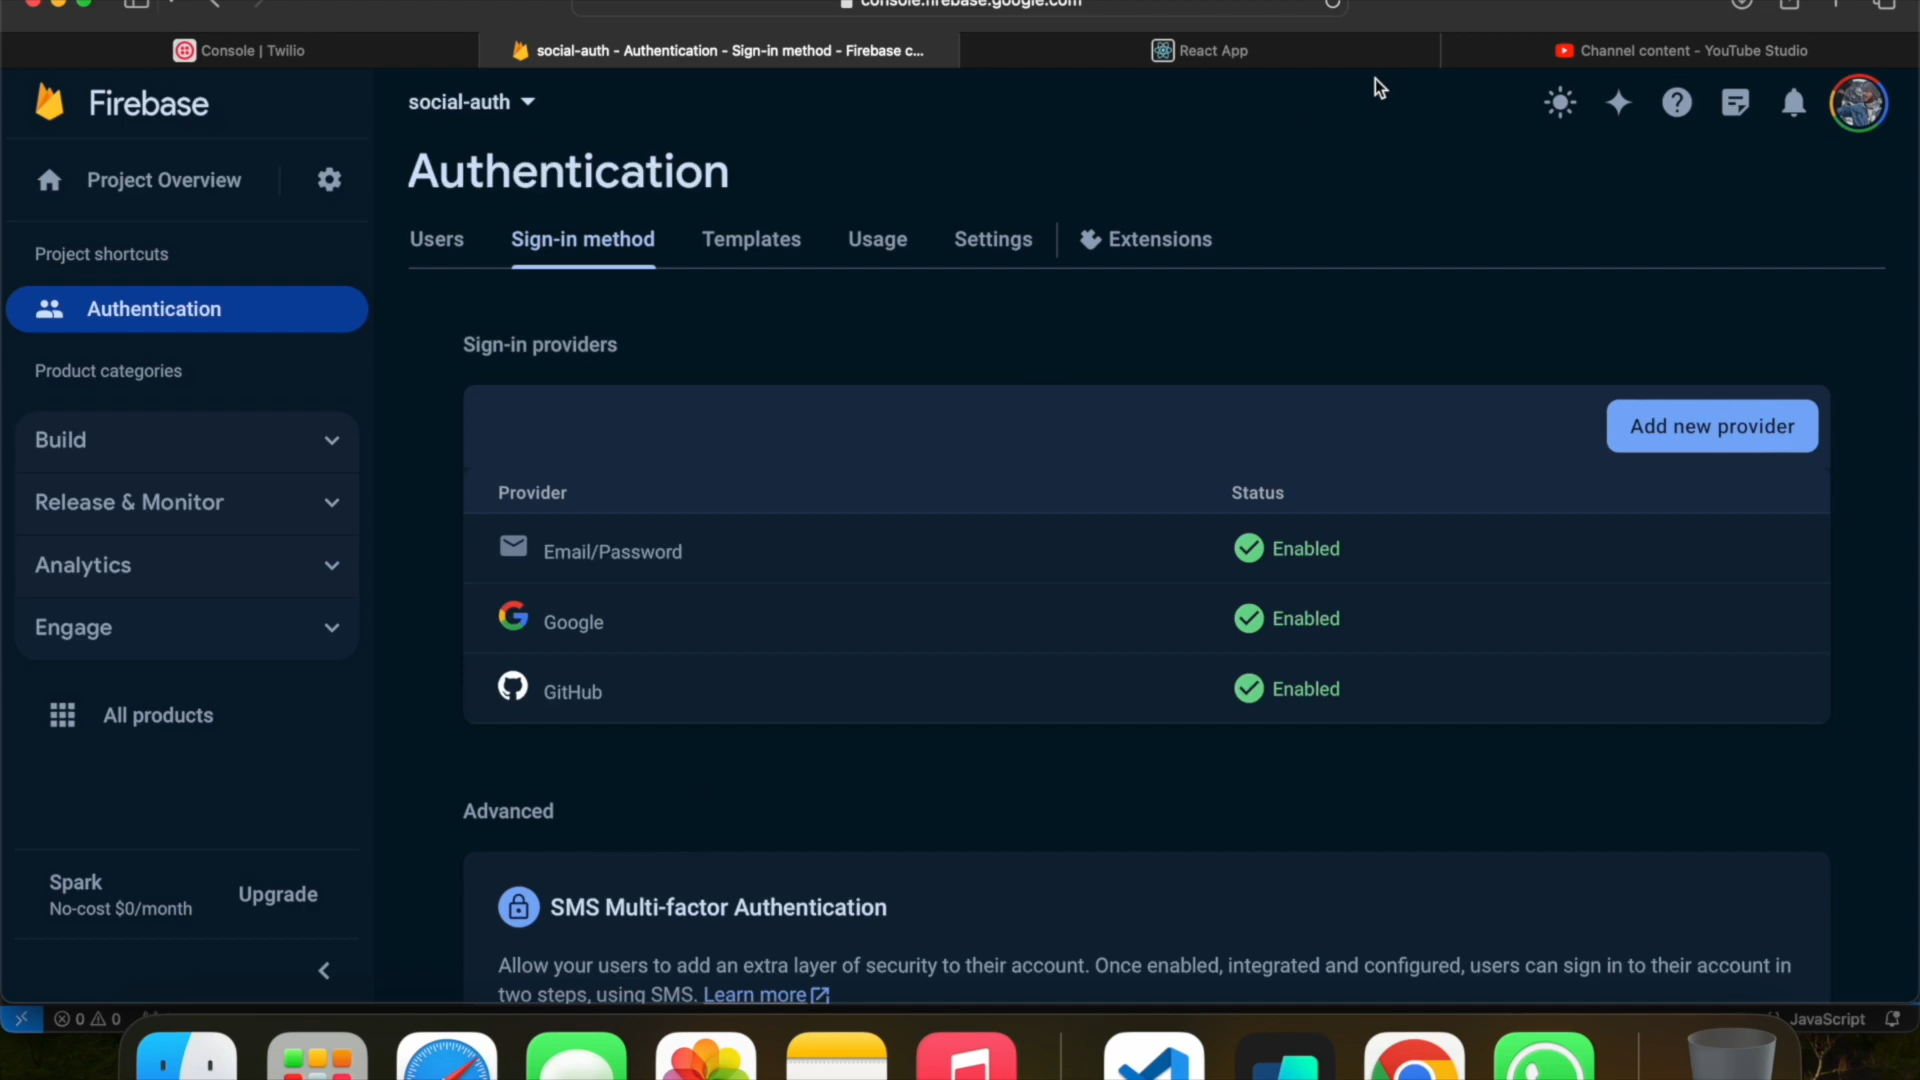 console.firebase.google.com
Console | Twilio
social-auth - Authentication - Sign-in method - Firebase c...
React App
Channel content - YouTube Studio
Firebase
social-auth
Project Overview
Authentication
Users
Sign-in method
Templates
Usage
Settings
Extensions
Project shortcuts
Authentication
Product categories
Build
Release & Monitor
Analytics
Engage
All products
Spark
No-cost $0/month
Upgrade
Sign-in providers
Add new provider
Provider
Status
Email/Password
Enabled
Google
Enabled
GitHub
Enabled
Advanced
SMS Multi-factor Authentication
Allow your users to add an extra layer of security to their account. Once enabled, integrated and configured, users can sign in to their account in
two steps, using SMS. Learn more
0
0
JavaScript